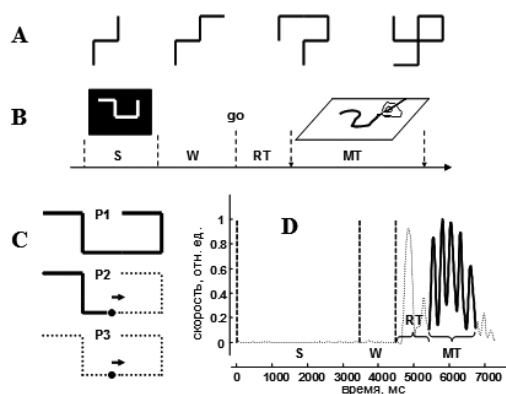 A
B
go
S W RT MT
C
P1
P2
P3
D
скорость, отн. ед.
1
0.8
0.6
0.4
0.2
0
RT
S W MT
0 1000 2000 3000 4000 5000 6000 7000
время, мс